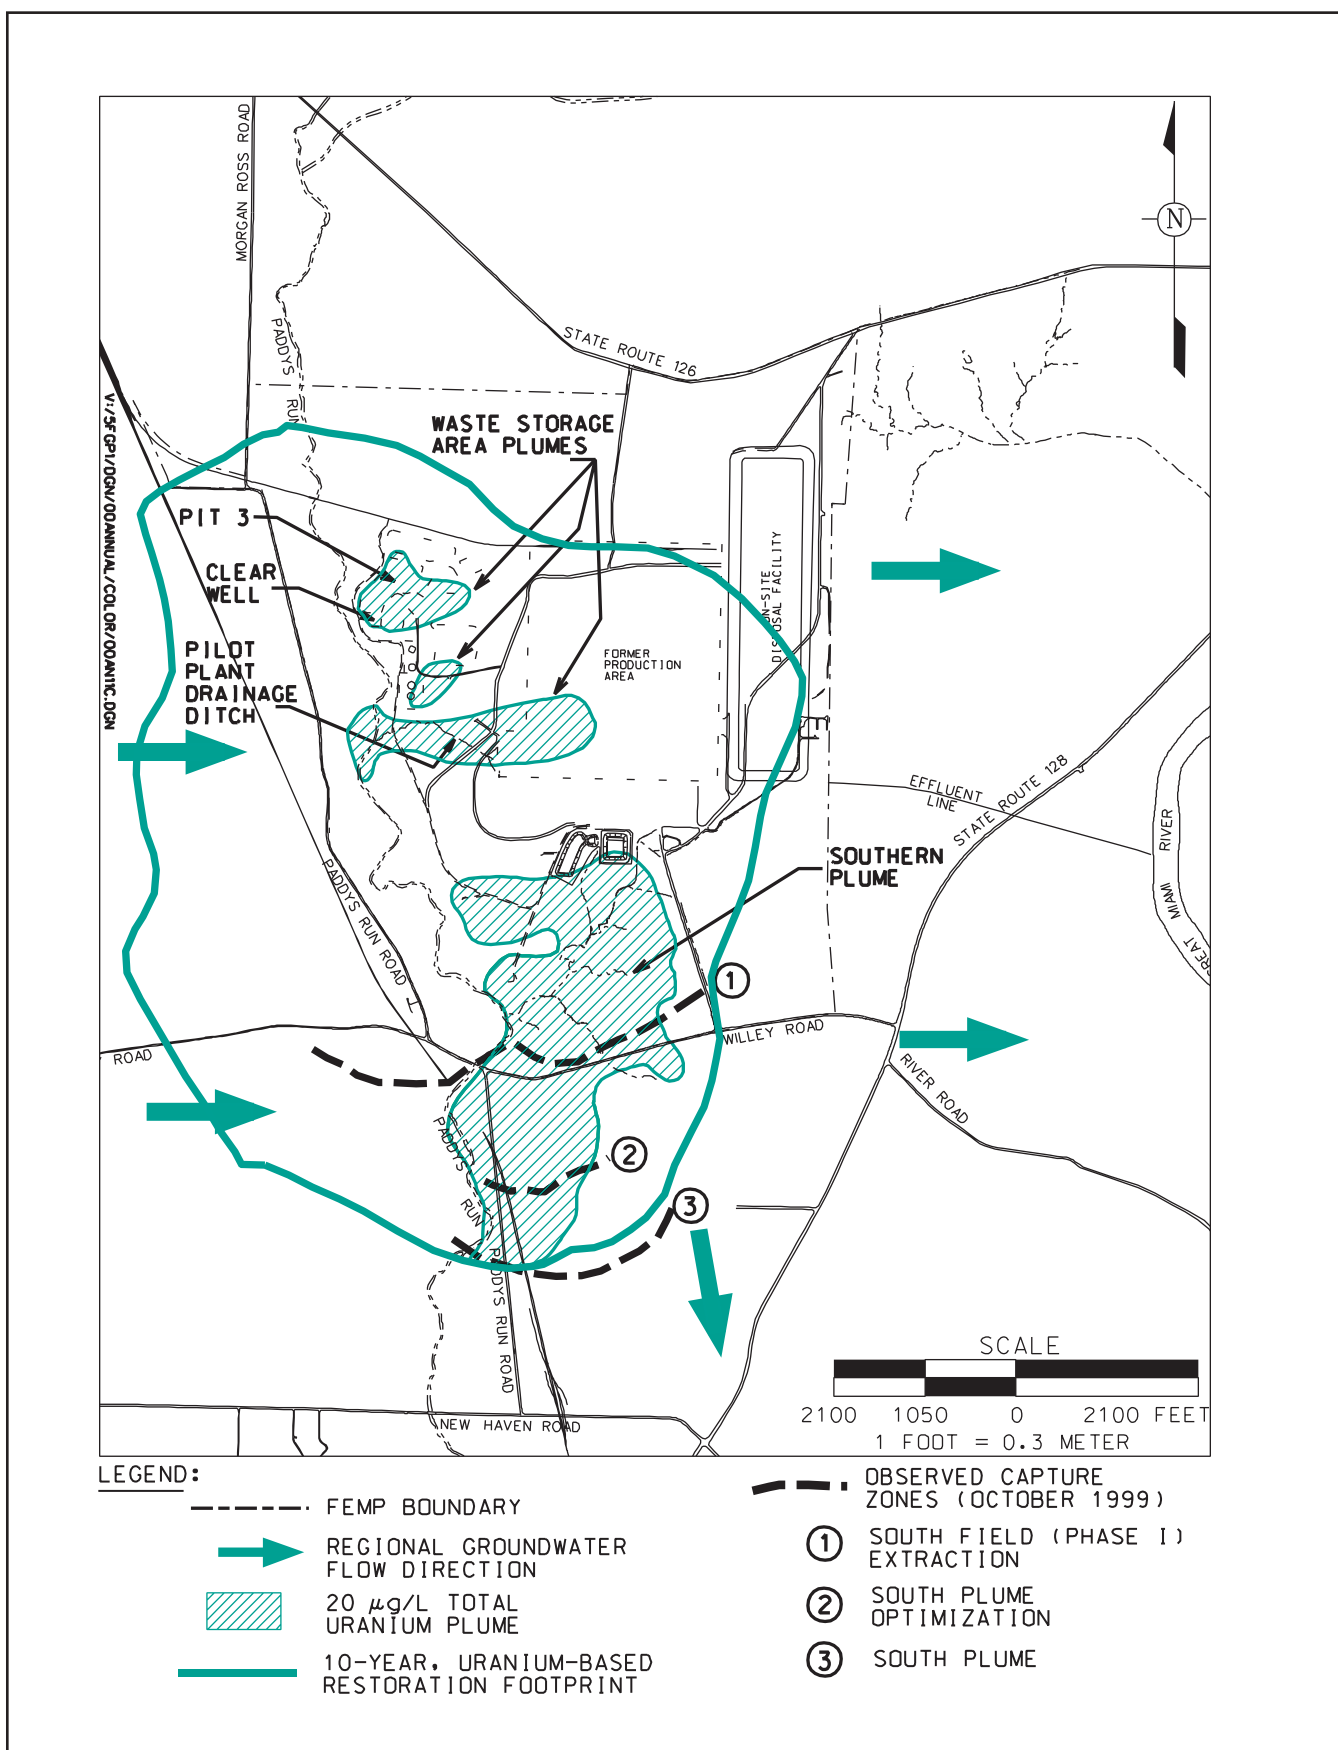 MORGAN ROSS ROAD
N
PADDYS
RUN
STATE ROUTE 126
V:/5FGP1/DGN/00ANNUAL/COLOR/00AN11C.DGN
WASTE STORAGE
AREA PLUMES
PIT 3
CLEAR
WELL
PILOT
PLANT
DRAINAGE
DITCH
FORMER
PRODUCTION
AREA
DISPOSAL FACILITY
EFFLUENT
LINE
STATE ROUTE 128
RIVER
MIAMI
GREAT
SOUTHERN
PLUME
PADDYS RUN ROAD
1
WILLEY ROAD
ROAD
RIVER ROAD
PADDYS
RUN
2
3
PADDYS RUN ROAD
NEW HAVEN ROAD
SCALE
2100 1050 0 2100 FEET
1 FOOT = 0.3 METER
LEGEND:
FEMP BOUNDARY
REGIONAL GROUNDWATER
FLOW DIRECTION
20 µg/L TOTAL
URANIUM PLUME
10-YEAR, URANIUM-BASED
RESTORATION FOOTPRINT
OBSERVED CAPTURE
ZONES (OCTOBER 1999)
1 SOUTH FIELD (PHASE I)
EXTRACTION
2 SOUTH PLUME
OPTIMIZATION
3 SOUTH PLUME